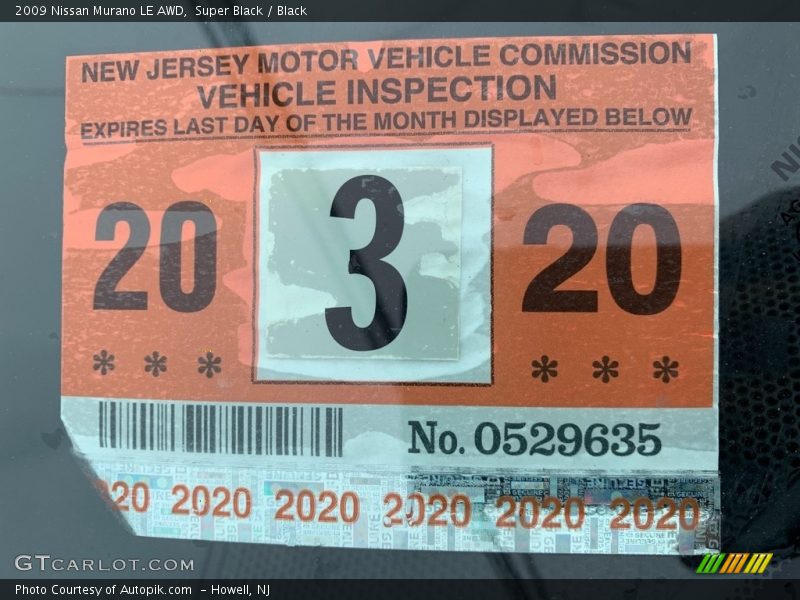 2009 Nissan Murano LE AWD,  Super Black / Black
NEW JERSEY MOTOR VEHICLE COMMISSION
VEHICLE INSPECTION
EXPIRES LAST DAY OF THE MONTH DISPLAYED BELOW
20 3 20
* * * * * *
No. 0529635
2020 2020 2020 2020 2020
GTCARLOT.COM
Photo Courtesy of Autopik.com  – Howell, NJ